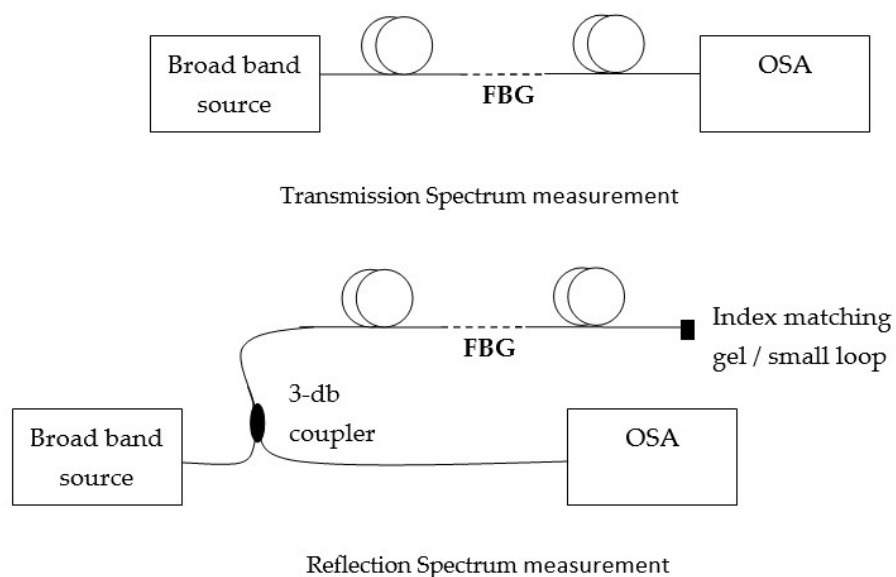 Broad band
source
FBG
OSA
Transmission Spectrum measurement
FBG
Index matching
gel / small loop
3-db
coupler
Broad band
source
OSA
Reflection Spectrum measurement